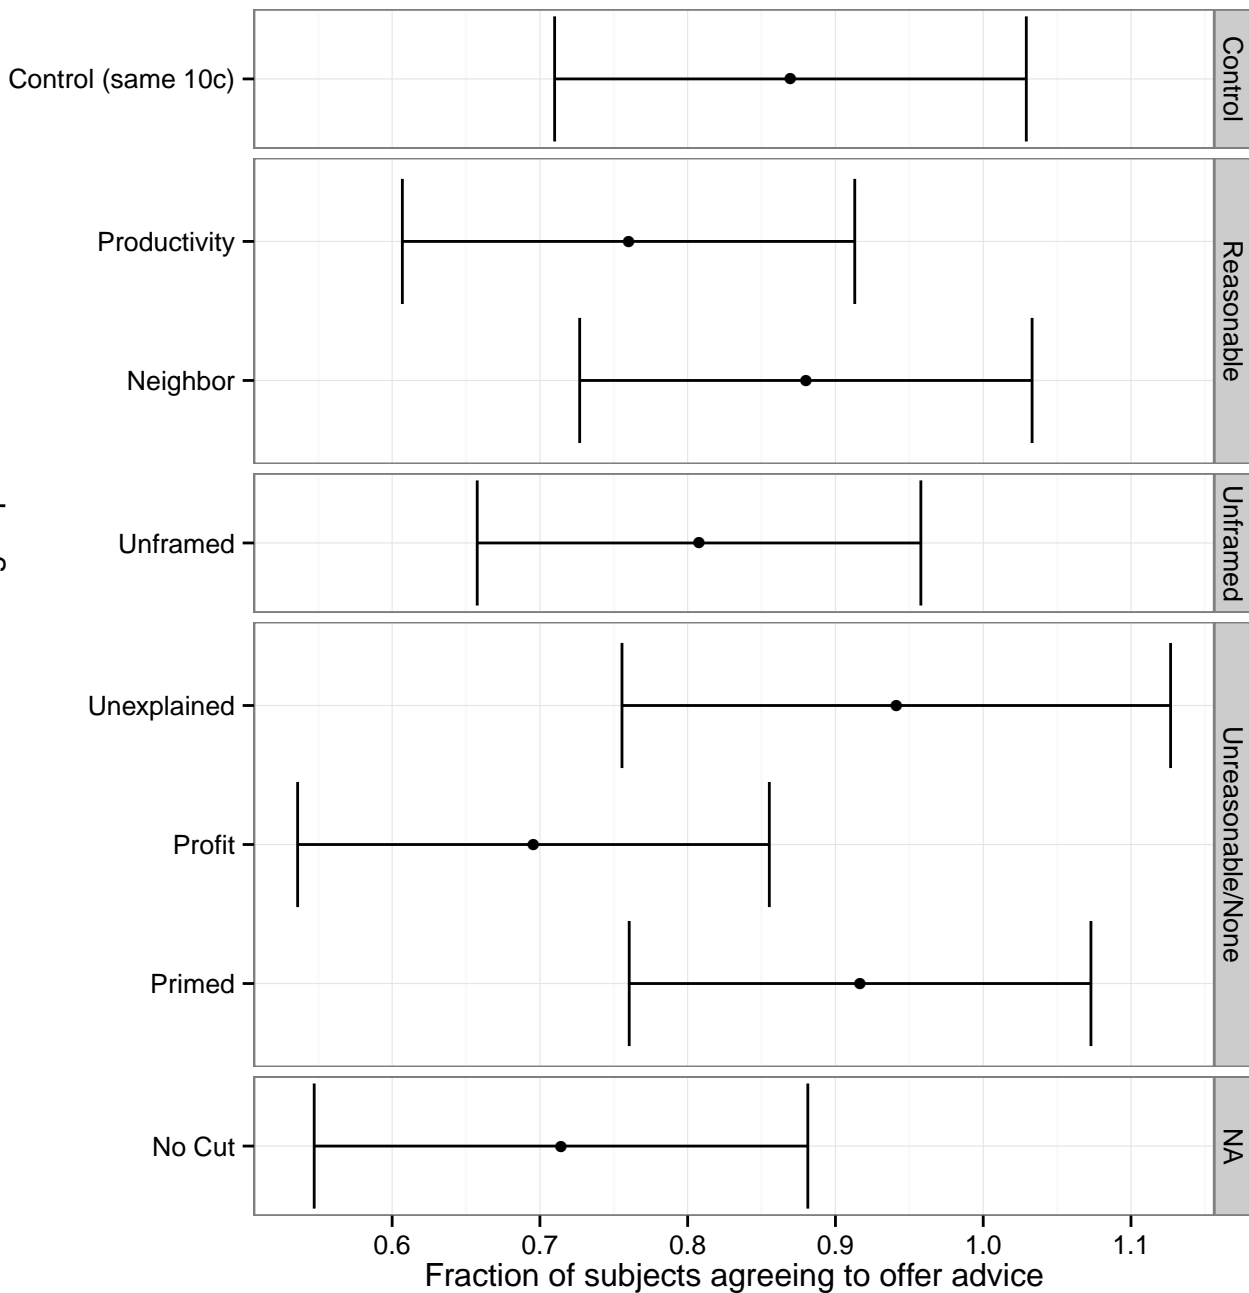 Control (same 10c)
Control
Productivity
Neighbor
Reasonable
Unframed
Unframed
Unexplained
Profit
Primed
Unreasonable/None
No Cut
NA
0.6 0.7 0.8 0.9 1.0 1.1
Fraction of subjects agreeing to offer advice